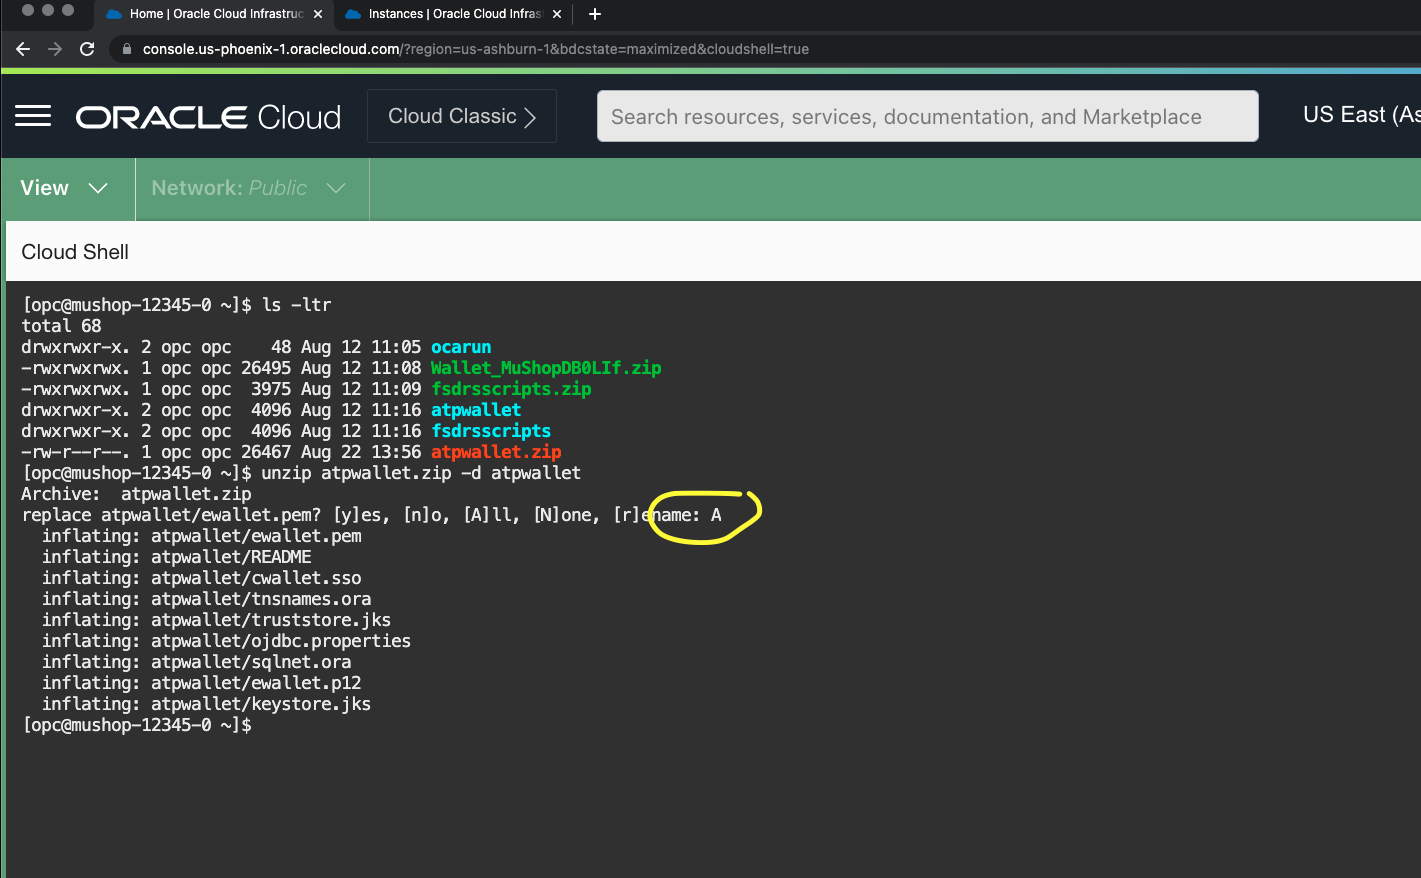 Home | Oracle Cloud Infrastruc
Instances | Oracle Cloud Infras
console.us-phoenix-1.oraclecloud.com/?region=us-ashburn-1&bdcstate=maximized&cloudshell=true
ORACLE Cloud
Cloud Classic
Search resources, services, documentation, and Marketplace
US East (As
View
Network: Public
Cloud Shell
[opc@mushop-12345-0 ~]$ ls -ltr
total 68
drwxrwxr-x. 2 opc opc    48 Aug 12 11:05 ocarun
-rwxrwxrwx. 1 opc opc 26495 Aug 12 11:08 Wallet_MuShopDB0LIf.zip
-rwxrwxrwx. 1 opc opc  3975 Aug 12 11:09 fsdrsscripts.zip
drwxrwxr-x. 2 opc opc  4096 Aug 12 11:16 atpwallet
drwxrwxr-x. 2 opc opc  4096 Aug 12 11:16 fsdrsscripts
-rw-r--r--. 1 opc opc 26467 Aug 22 13:56 atpwallet.zip
[opc@mushop-12345-0 ~]$ unzip atpwallet.zip -d atpwallet
Archive:  atpwallet.zip
replace atpwallet/ewallet.pem? [y]es, [n]o, [A]ll, [N]one, [r]ename: A
  inflating: atpwallet/ewallet.pem
  inflating: atpwallet/README
  inflating: atpwallet/cwallet.sso
  inflating: atpwallet/tnsnames.ora
  inflating: atpwallet/truststore.jks
  inflating: atpwallet/ojdbc.properties
  inflating: atpwallet/sqlnet.ora
  inflating: atpwallet/ewallet.p12
  inflating: atpwallet/keystore.jks
[opc@mushop-12345-0 ~]$